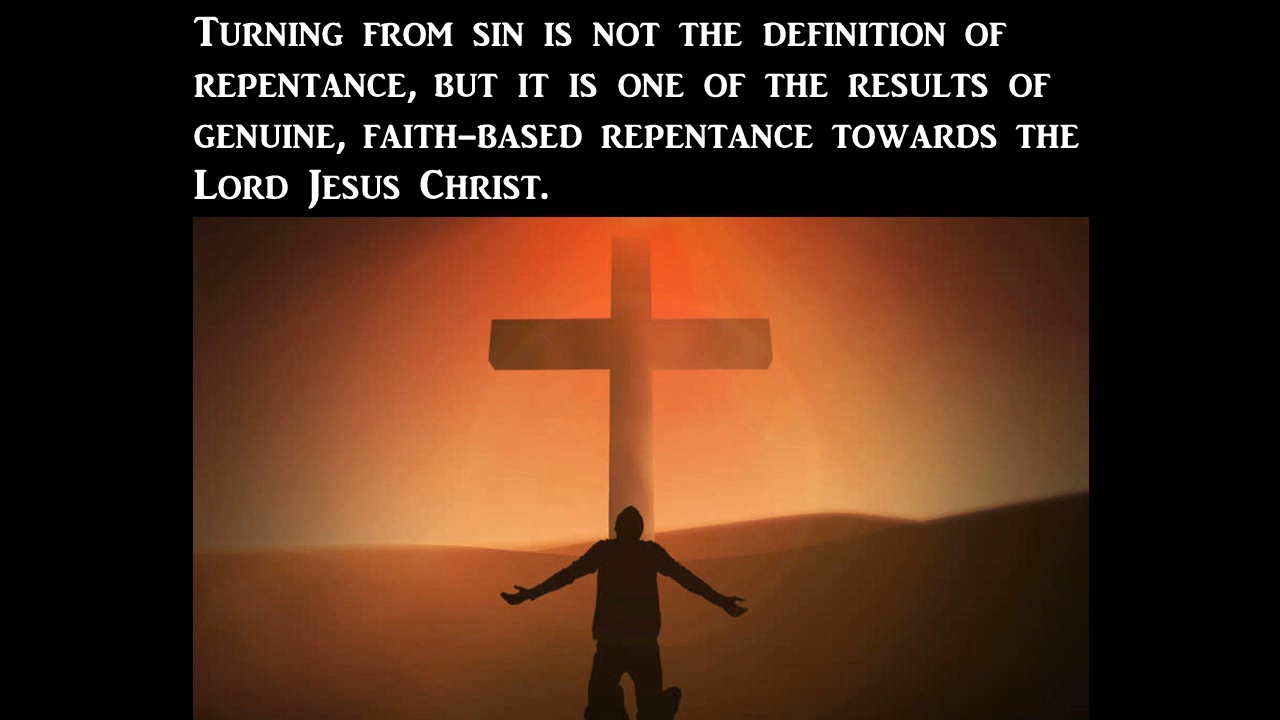 Turning from sin is not the definition of
repentance, but it is one of the results of
genuine, faith-based repentance towards the
Lord Jesus Christ.